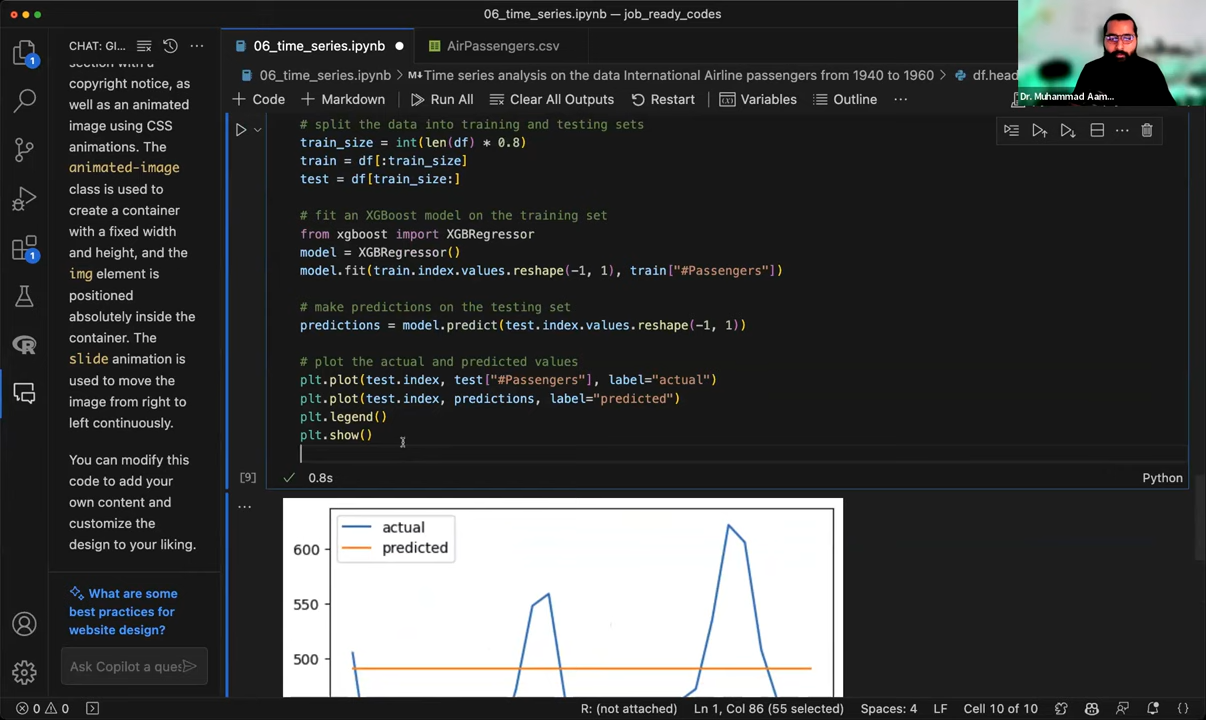 06_time_series.ipynb — job_ready_codes
CHAT: GI...
06_time_series.ipynb
AirPassengers.csv
06_time_series.ipynb > M↓Time series analysis on the data International Airline passengers from 1940 to 1960 > df.head
+ Code + Markdown Run All Clear All Outputs Restart Variables Outline ...
Dr. Muhammad Aam...
section with a
copyright notice, as
well as an animated
image using CSS
animations. The
animated-image
class is used to
create a container
with a fixed width
and height, and the
img element is
positioned
absolutely inside the
container. The
slide animation is
used to move the
image from right to
left continuously.
You can modify this
code to add your
own content and
customize the
design to your liking.
What are some
best practices for
website design?
Ask Copilot a ques
1
1
# split the data into training and testing sets
train_size = int(len(df) * 0.8)
train = df[:train_size]
test = df[train_size:]
# fit an XGBoost model on the training set
from xgboost import XGBRegressor
model = XGBRegressor()
model.fit(train.index.values.reshape(-1, 1), train["#Passengers"])
# make predictions on the testing set
predictions = model.predict(test.index.values.reshape(-1, 1))
# plot the actual and predicted values
plt.plot(test.index, test["#Passengers"], label="actual")
plt.plot(test.index, predictions, label="predicted")
plt.legend()
plt.show()
[9] 0.8s Python
actual
predicted
600
550
500
0 0 R: (not attached) Ln 1, Col 86 (55 selected) Spaces: 4 LF Cell 10 of 10